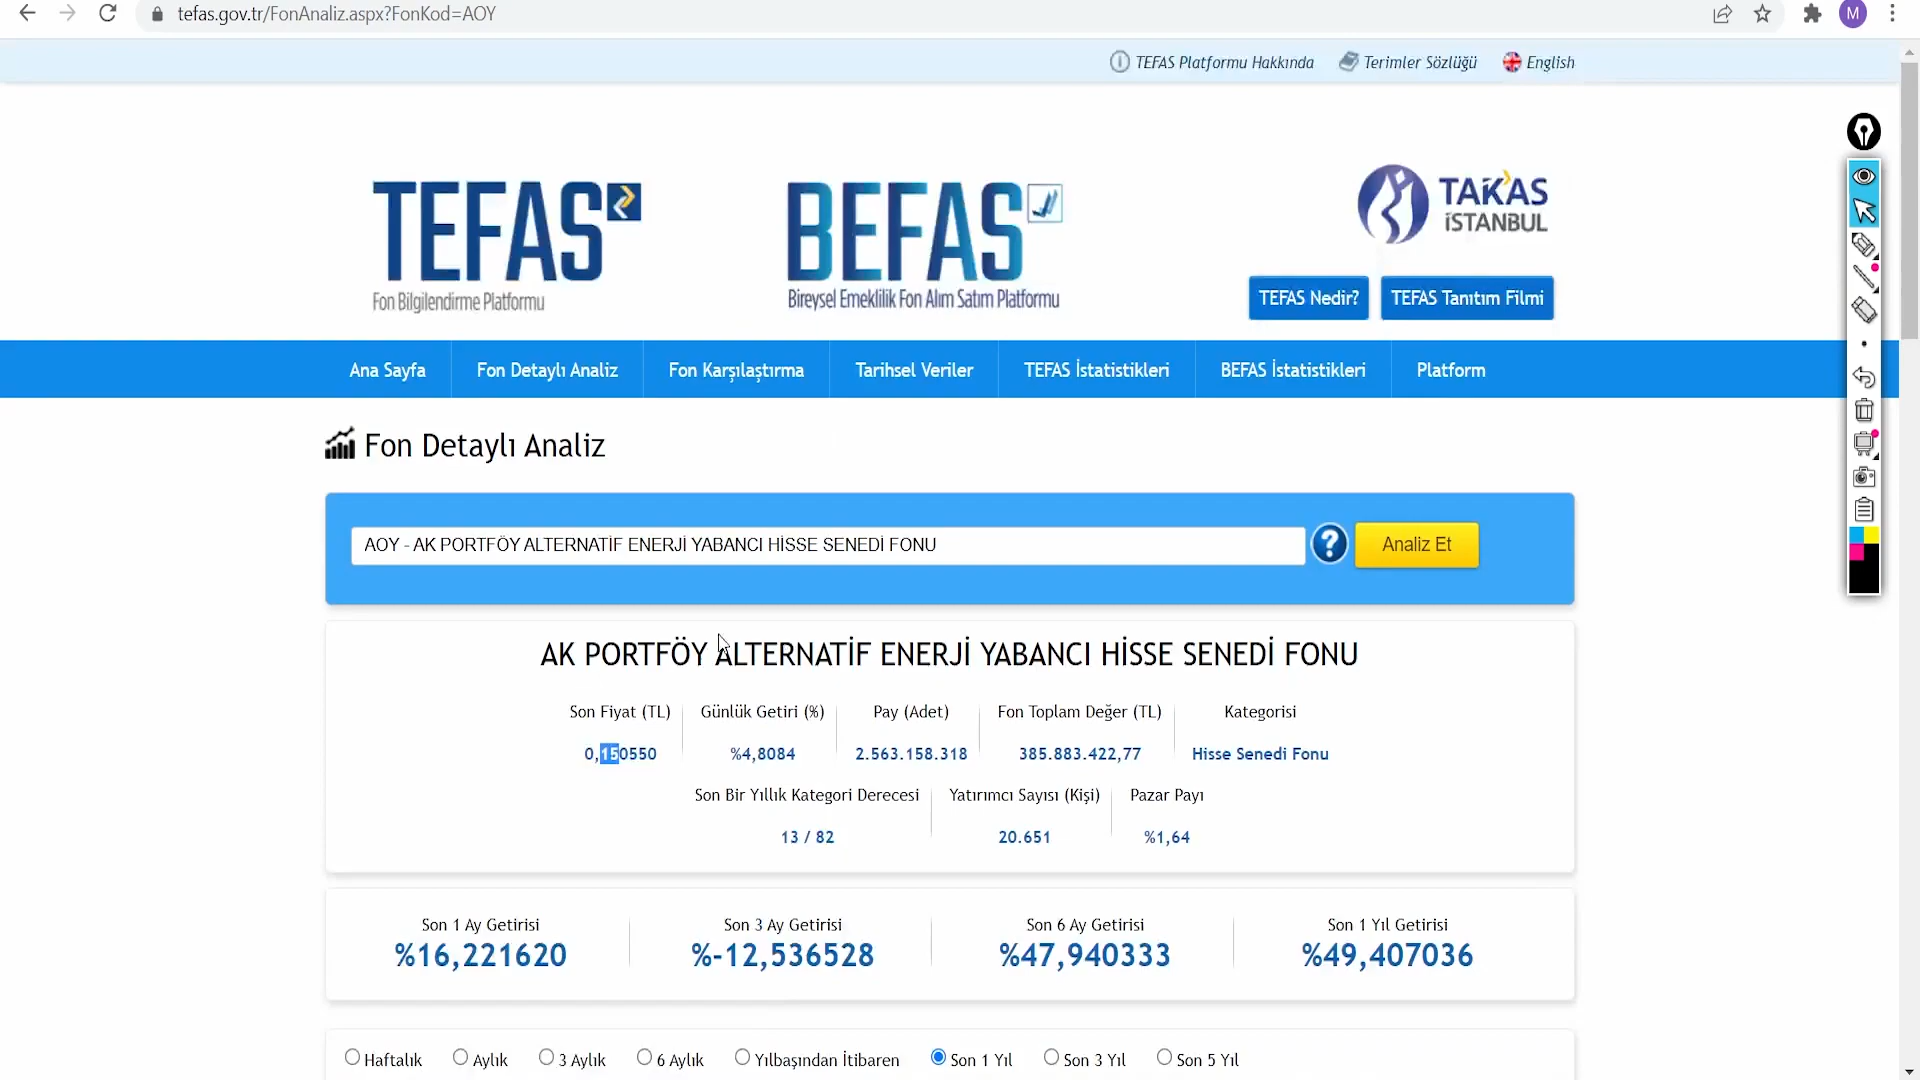 tefas.gov.tr/FonAnaliz.aspx?FonKod=AOY
M
TEFAS Platformu Hakkında
Terimler Sözlüğü
English
TEFAS
Fon Bilgilendirme Platformu
BEFAS
Bireysel Emeklilik Fon Alım Satım Platformu
TAKAS
İSTANBUL
TEFAS Nedir?
TEFAS Tanıtım Filmi
Ana Sayfa
Fon Detaylı Analiz
Fon Karşılaştırma
Tarihsel Veriler
TEFAS İstatistikleri
BEFAS İstatistikleri
Platform
Fon Detaylı Analiz
AOY - AK PORTFÖY ALTERNATİF ENERJİ YABANCI HİSSE SENEDİ FONU
?
Analiz Et
AK PORTFÖY ALTERNATİF ENERJİ YABANCI HİSSE SENEDİ FONU
Son Fiyat (TL)
Günlük Getiri (%)
Pay (Adet)
Fon Toplam Değer (TL)
Kategorisi
0,150550
%4,8084
2.563.158.318
385.883.422,77
Hisse Senedi Fonu
Son Bir Yıllık Kategori Derecesi
Yatırımcı Sayısı (Kişi)
Pazar Payı
13 / 82
20.651
%1,64
Son 1 Ay Getirisi
Son 3 Ay Getirisi
Son 6 Ay Getirisi
Son 1 Yıl Getirisi
%16,221620
%-12,536528
%47,940333
%49,407036
Haftalık
Aylık
3 Aylık
6 Aylık
Yılbaşından İtibaren
Son 1 Yıl
Son 3 Yıl
Son 5 Yıl